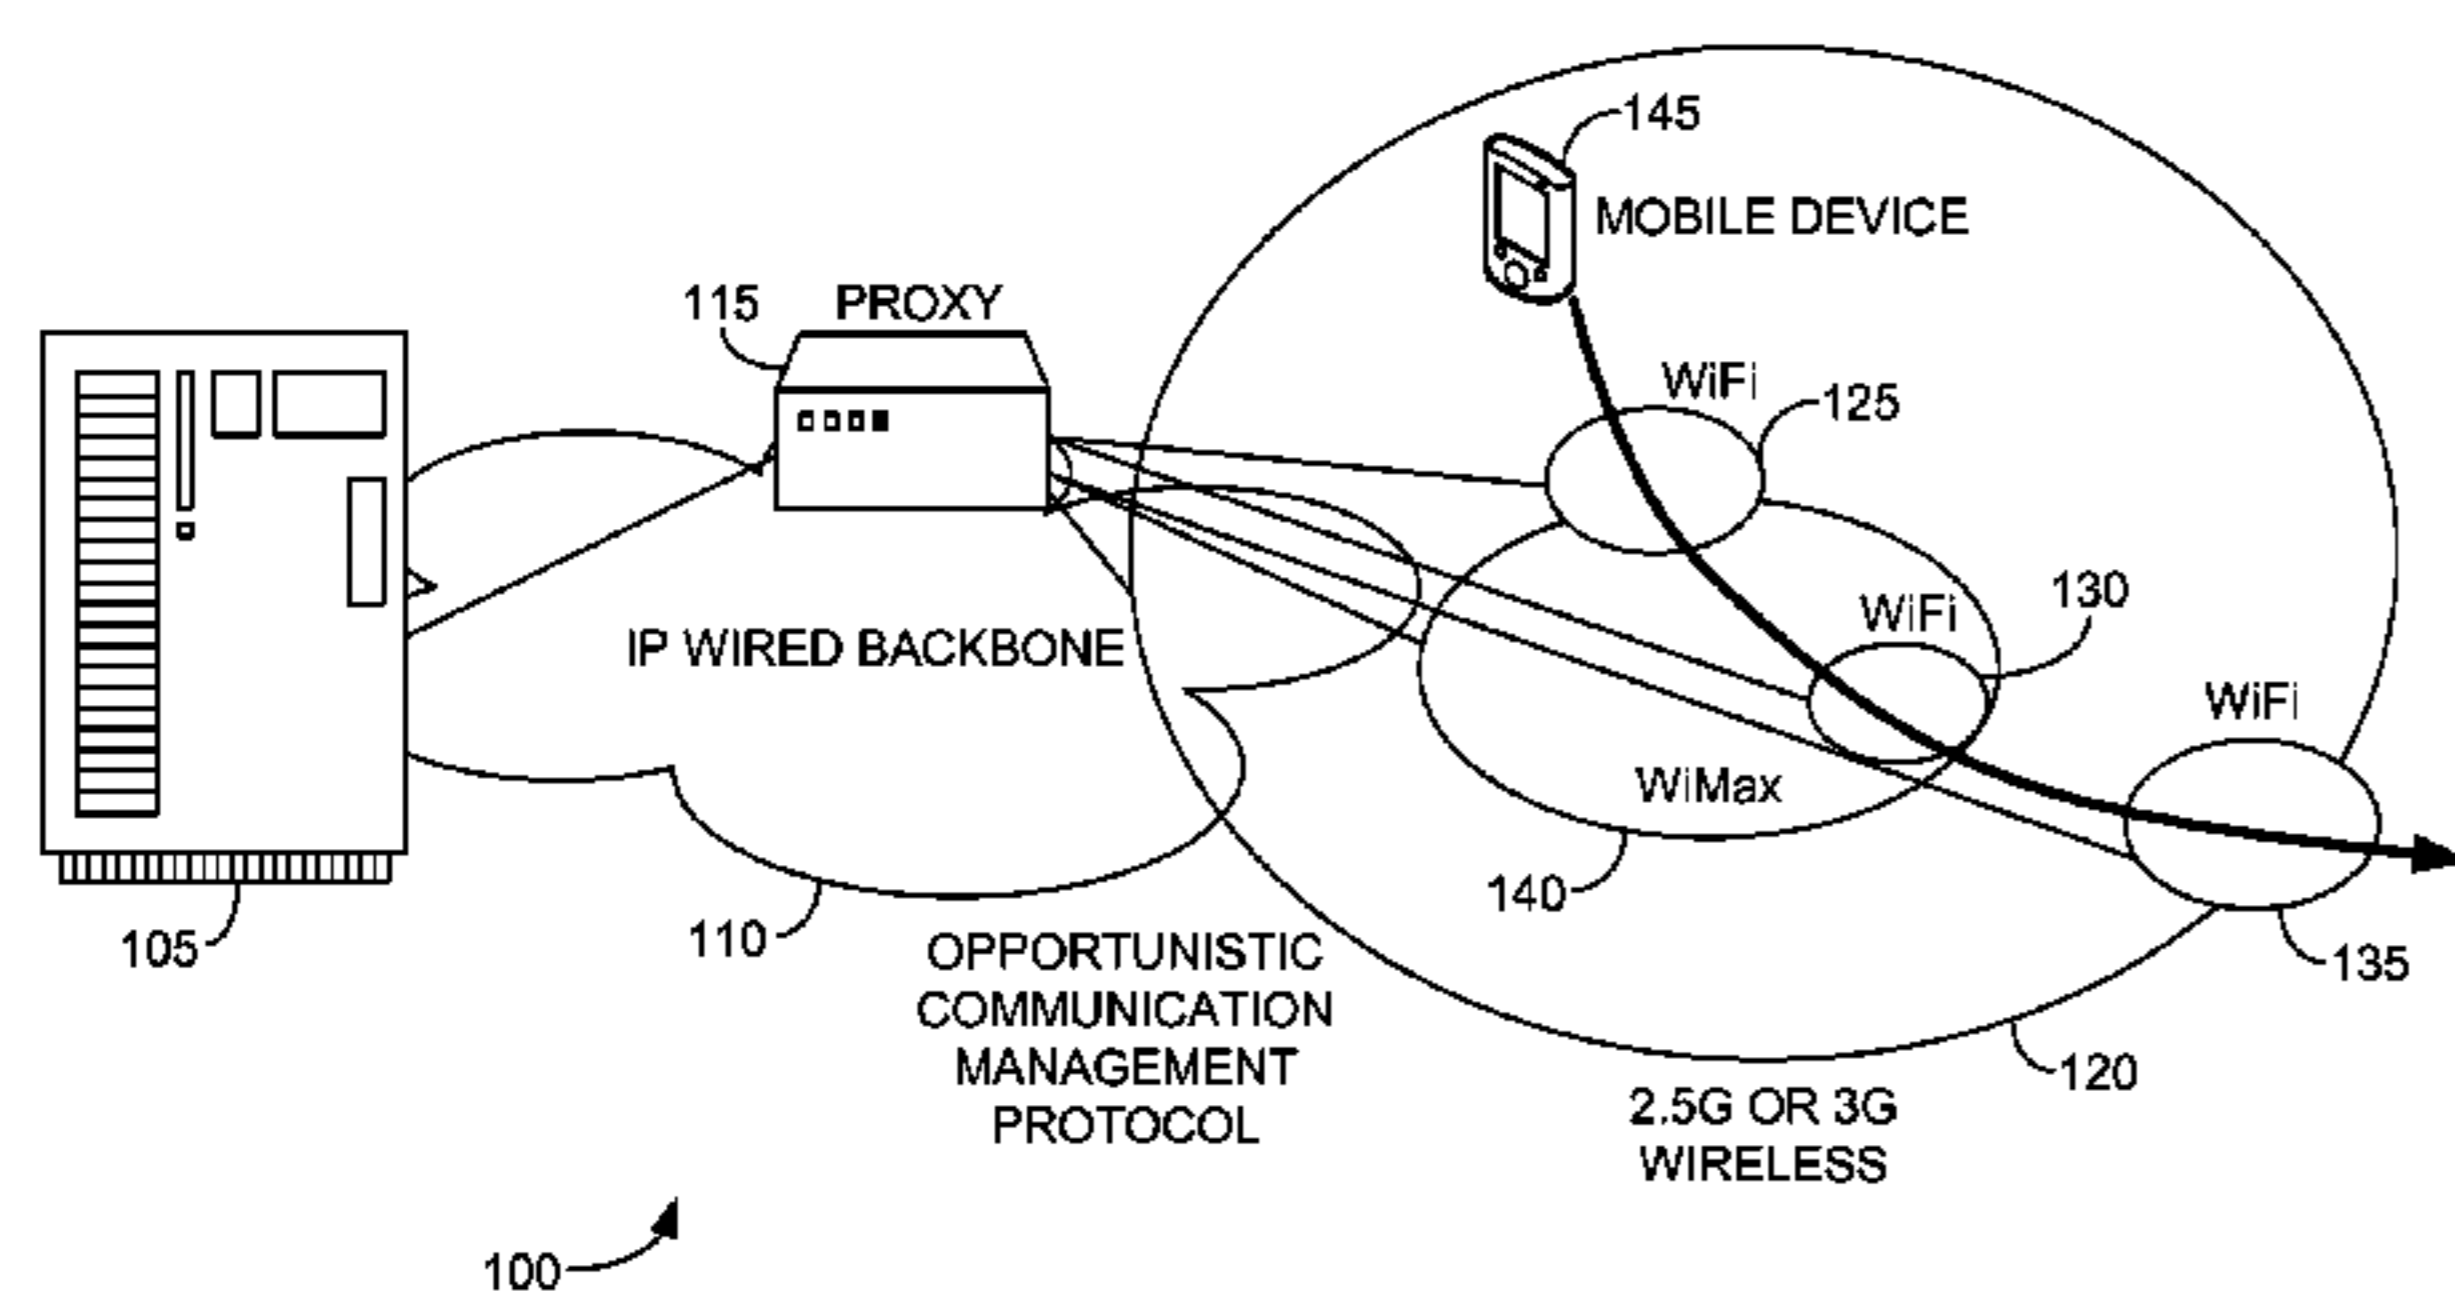 145
MOBILE DEVICE
115
PROXY
WiFi
125
WiFi
130
IP WIRED BACKBONE
WiFi
WiMax
140
105
110
135
OPPORTUNISTIC
COMMUNICATION
MANAGEMENT
PROTOCOL
120
2.5G OR 3G
WIRELESS
100